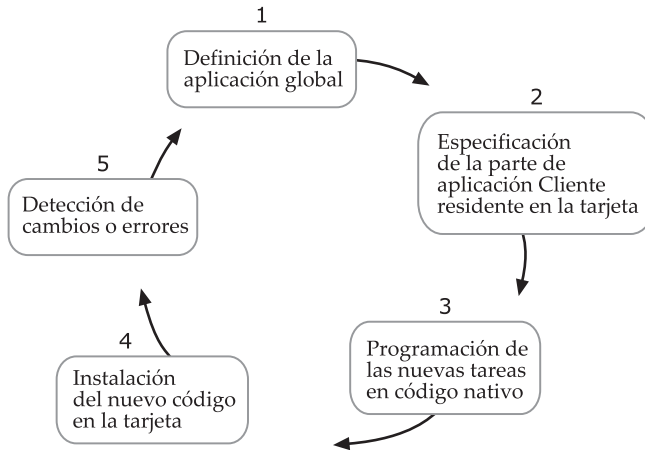 1
Definición de la
aplicación global
2
Especificación
de la parte de
aplicación Cliente
residente en la tarjeta
3
Programación de
las nuevas tareas
en código nativo
4
Instalación
del nuevo código
en la tarjeta
5
Detección de
cambios o errores